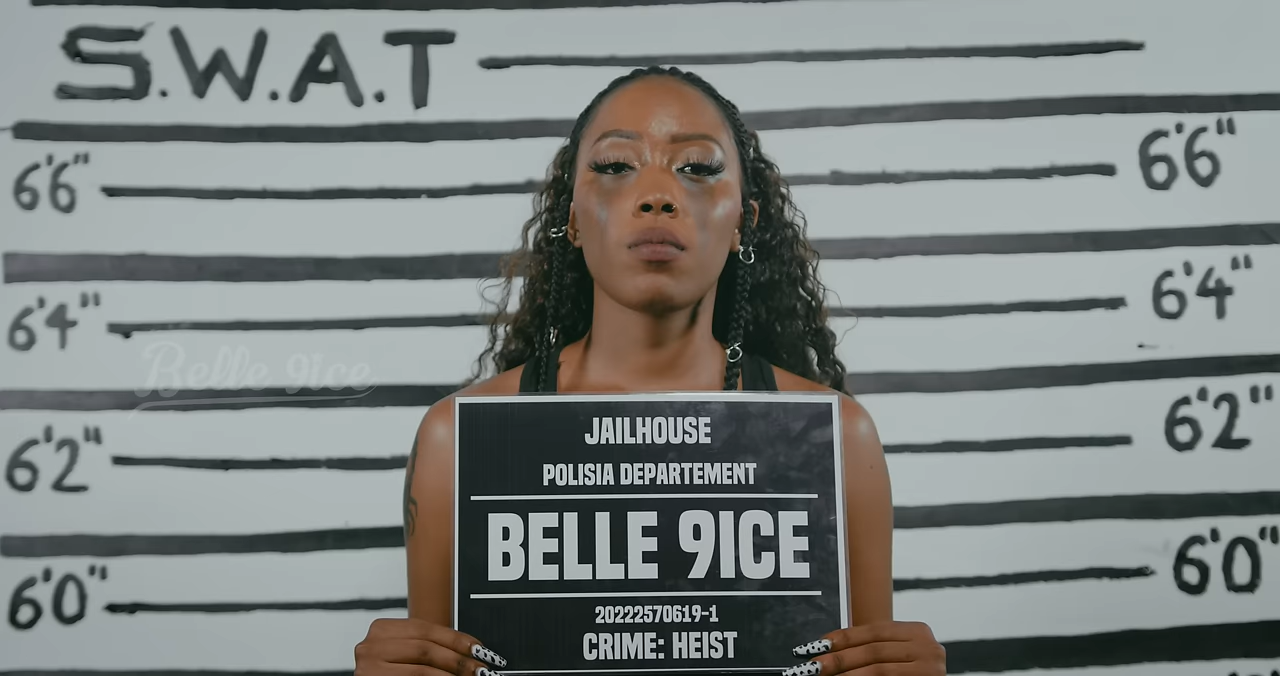 S.W.A.T
6'6" 6'6"
6'4" 6'4"
Belle 9ice
6'2" 6'2"
6'0" 6'0"
JAILHOUSE
POLISIA DEPARTEMENT
BELLE 9ICE
20222570619-1
CRIME: HEIST